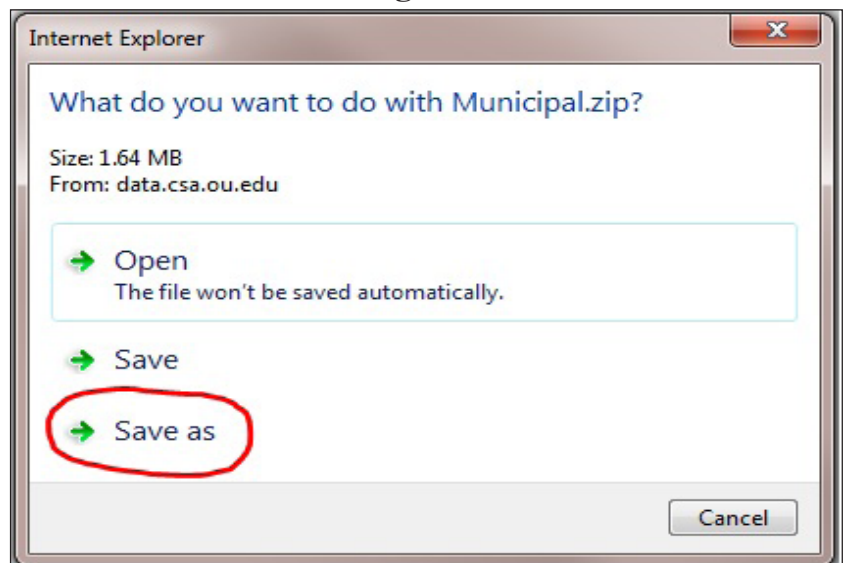 Internet Explorer
What do you want to do with Municipal.zip?
Size: 1.64 MB
From: data.csa.ou.edu
Open
The file won't be saved automatically.
Save
Save as
Cancel